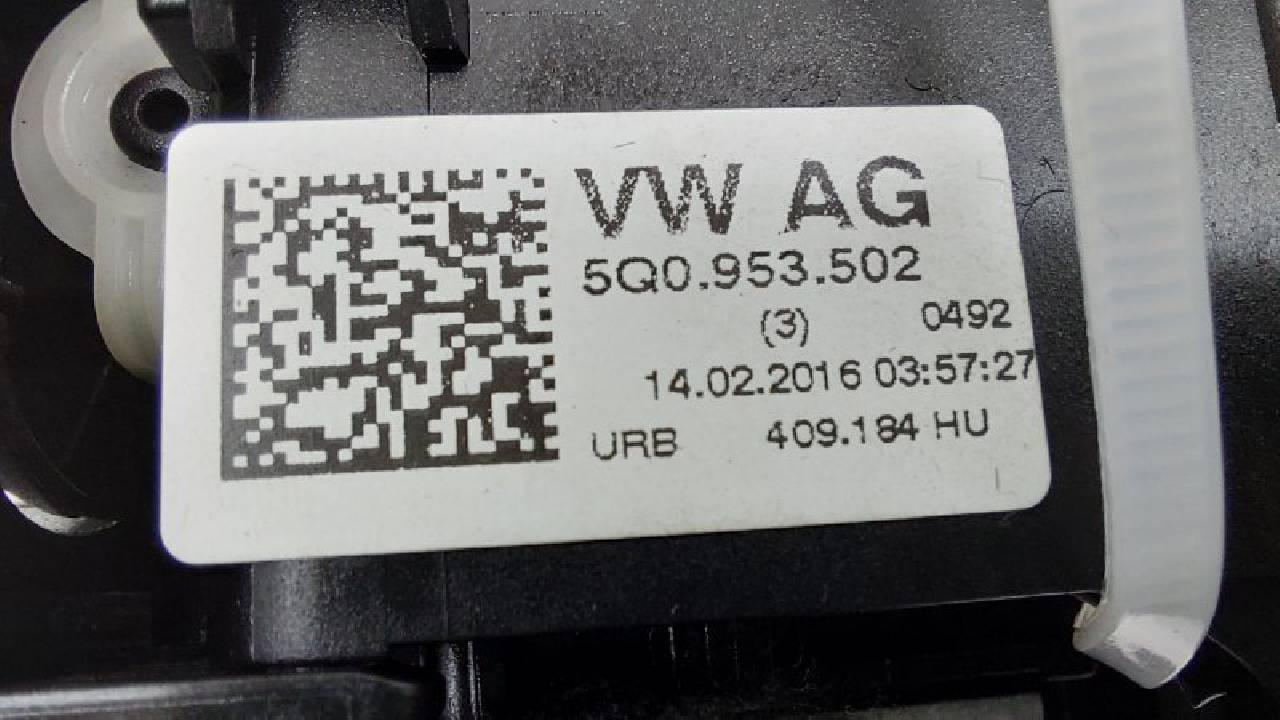 VW AG
5Q0.953.502
(3) 0492
14.02.2016 03:57:27
URB 409.184 HU